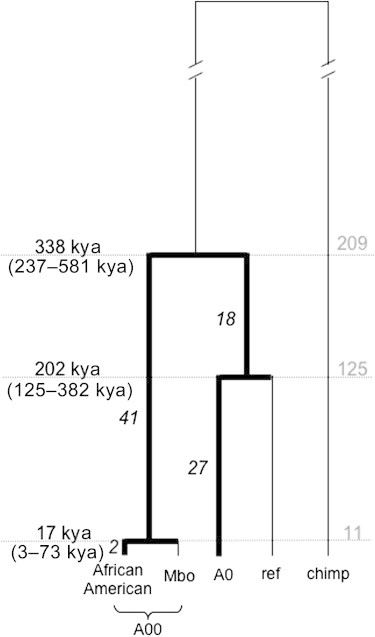 338 kya
209
(237–581 kya)
18
202 kya
125
(125–382 kya)
41
27
17 kya
11
(3–73 kya)
2
African
American
Mbo
A0
ref
chimp
A00